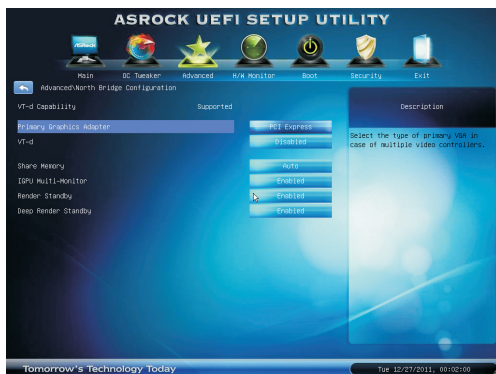 ASROCK UEFI SETUP UTILITY
ASRock
Main OC Tweaker Advanced H/W Monitor Boot Security Exit
Advanced\North Bridge Configuration
Description
VT-d Capability Supported
Primary Graphics Adapter PCI Express
VT-d Disabled
Share Memory Auto
IGPU Multi-Monitor Enabled
Render Standby Enabled
Deep Render Standby Enabled
Select the type of primary VGA in
case of multiple video controllers.
Tomorrow's Technology Today
Tue 12/27/2011, 00:02:00